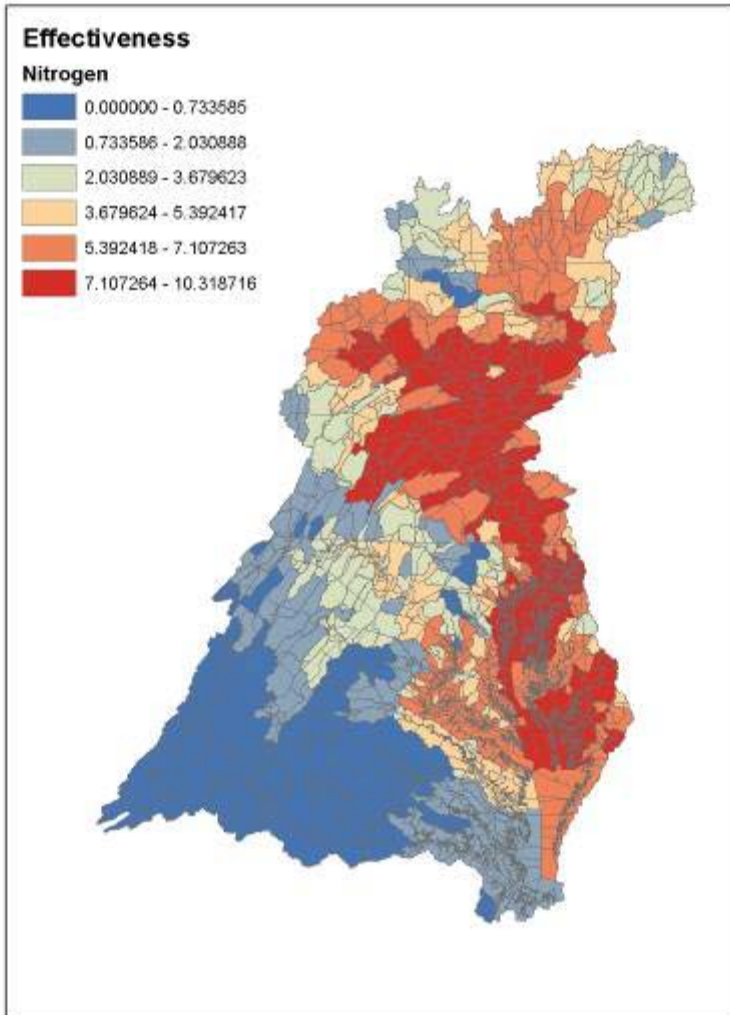 Effectiveness
Nitrogen
0.000000 - 0.733585
0.733586 - 2.030888
2.030889 - 3.679623
3.679624 - 5.392417
5.392418 - 7.107263
7.107264 - 10.318716